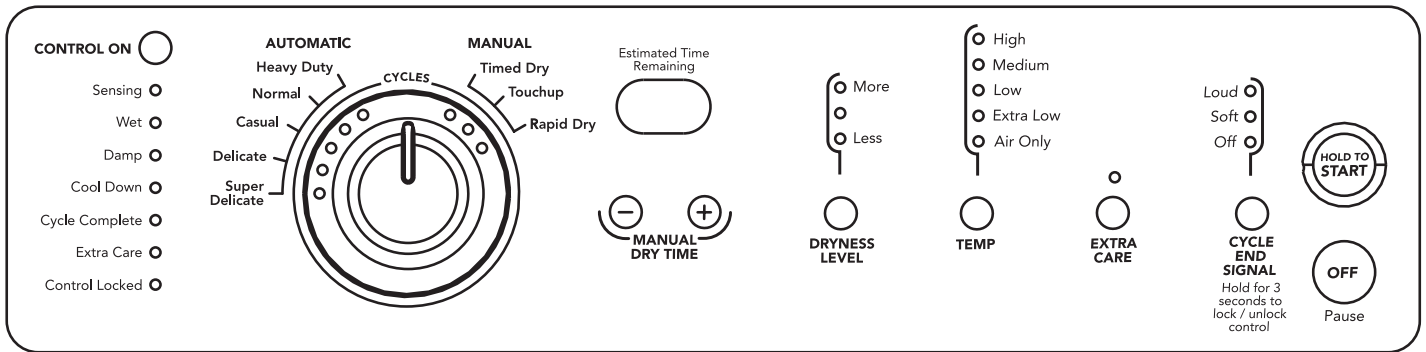 CONTROL ON
Sensing
Wet
Damp
Cool Down
Cycle Complete
Extra Care
Control Locked
AUTOMATIC
Heavy Duty
Normal
Casual
Delicate
Super
Delicate
CYCLES
MANUAL
Timed Dry
Touchup
Rapid Dry
Estimated Time
Remaining
−
+
MANUAL
DRY TIME
More
Less
DRYNESS
LEVEL
High
Medium
Low
Extra Low
Air Only
TEMP
EXTRA
CARE
Loud
Soft
Off
CYCLE
END
SIGNAL
Hold for 3
seconds to
lock / unlock
control
HOLD TO
START
OFF
Pause